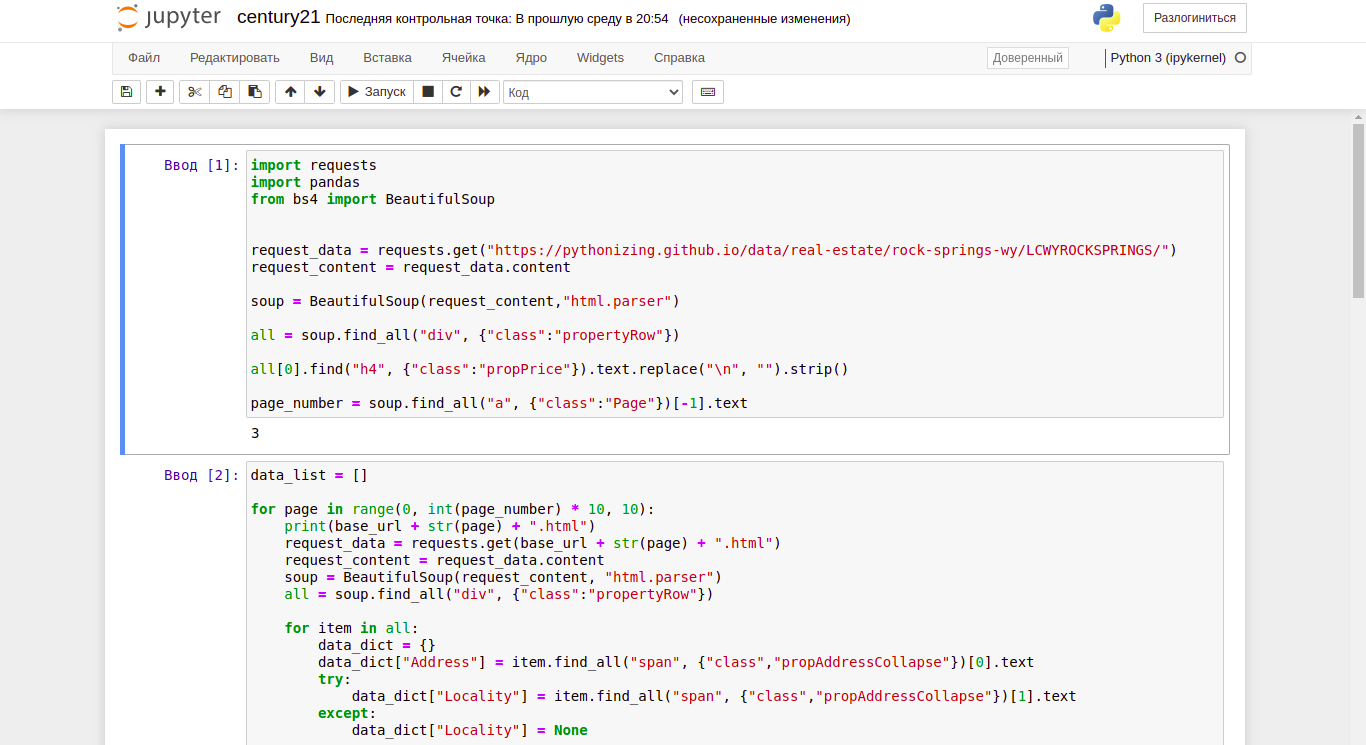 jupyter century21 Последняя контрольная точка: В прошлую среду в 20:54 (несохраненные изменения) Разлогиниться
Файл Редактировать Вид Вставка Ячейка Ядро Widgets Справка Доверенный Python 3 (ipykernel)
Запуск Код
Ввод [1]:
import requests
import pandas
from bs4 import BeautifulSoup
request_data = requests.get("https://pythonizing.github.io/data/real-estate/rock-springs-wy/LCWYROCKSPRINGS/")
request_content = request_data.content
soup = BeautifulSoup(request_content,"html.parser")
all = soup.find_all("div", {"class":"propertyRow"})
all[0].find("h4", {"class":"propPrice"}).text.replace("\n", "").strip()
page_number = soup.find_all("a", {"class":"Page"})[-1].text
3
Ввод [2]:
data_list = []
for page in range(0, int(page_number) * 10, 10):
    print(base_url + str(page) + ".html")
    request_data = requests.get(base_url + str(page) + ".html")
    request_content = request_data.content
    soup = BeautifulSoup(request_content, "html.parser")
    all = soup.find_all("div", {"class":"propertyRow"})
    for item in all:
        data_dict = {}
        data_dict["Address"] = item.find_all("span", {"class","propAddressCollapse"})[0].text
        try:
            data_dict["Locality"] = item.find_all("span", {"class","propAddressCollapse"})[1].text
        except:
            data_dict["Locality"] = None